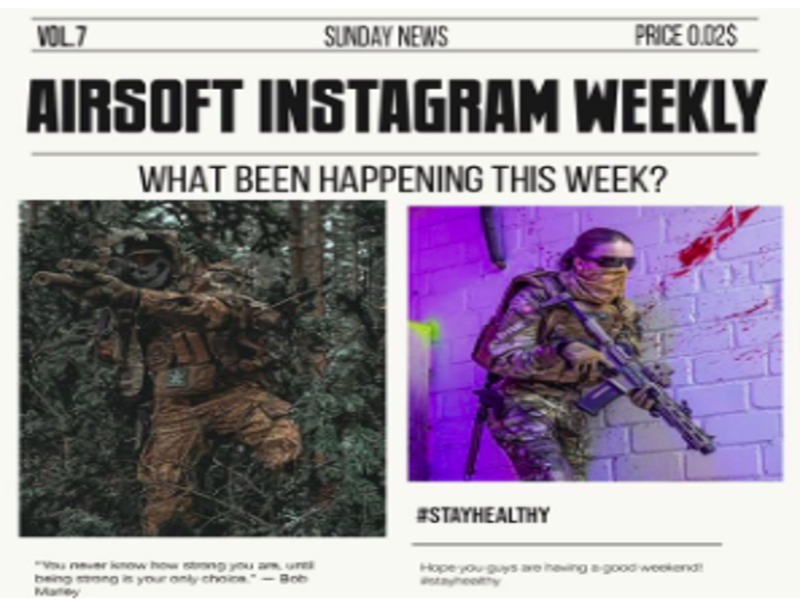 VOL.7 SUNDAY NEWS PRICE 0.02$
AIRSOFT INSTAGRAM WEEKLY
WHAT BEEN HAPPENING THIS WEEK?
#STAYHEALTHY
"You never know how strong you are, until
being strong is your only choice." — Bob
Marley
Hope you guys are having a good weekend!
#stayhealthy